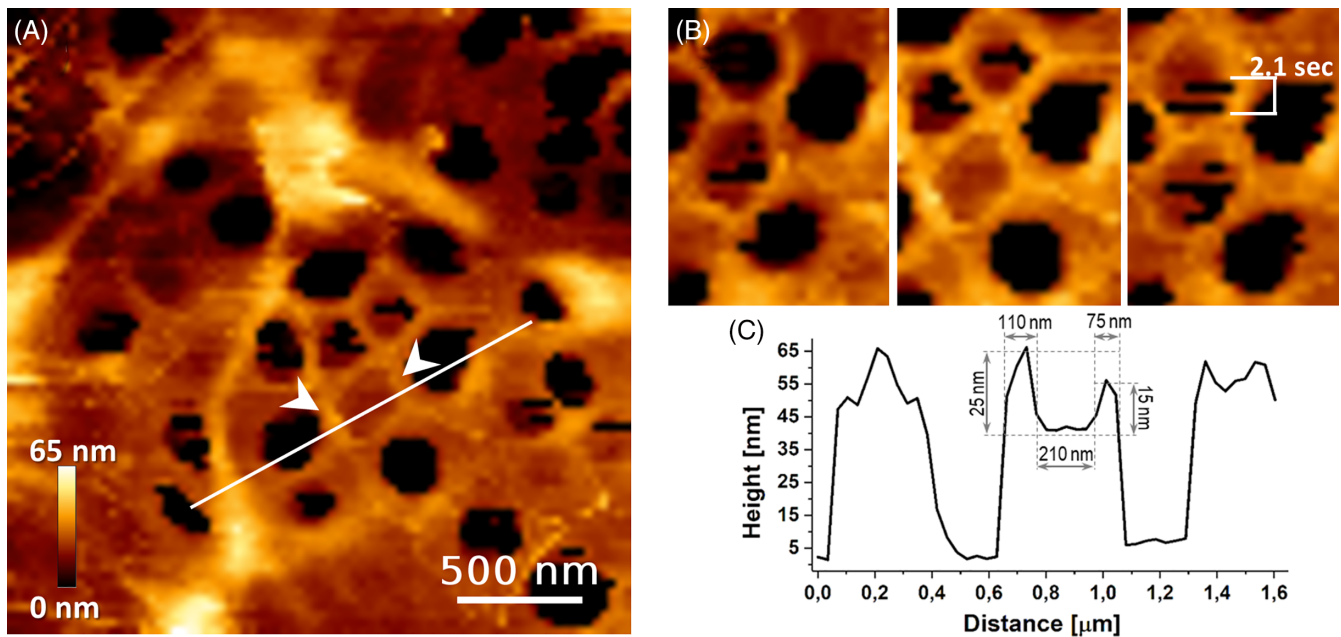 (A)
65 nm
0 nm
500 nm
(B)
2.1 sec
(C)
110 nm
75 nm
25 nm
15 nm
210 nm
65
55
45
35
25
15
5
Height [nm]
0,0 0,2 0,4 0,6 0,8 1,0 1,2 1,4 1,6
Distance [μm]